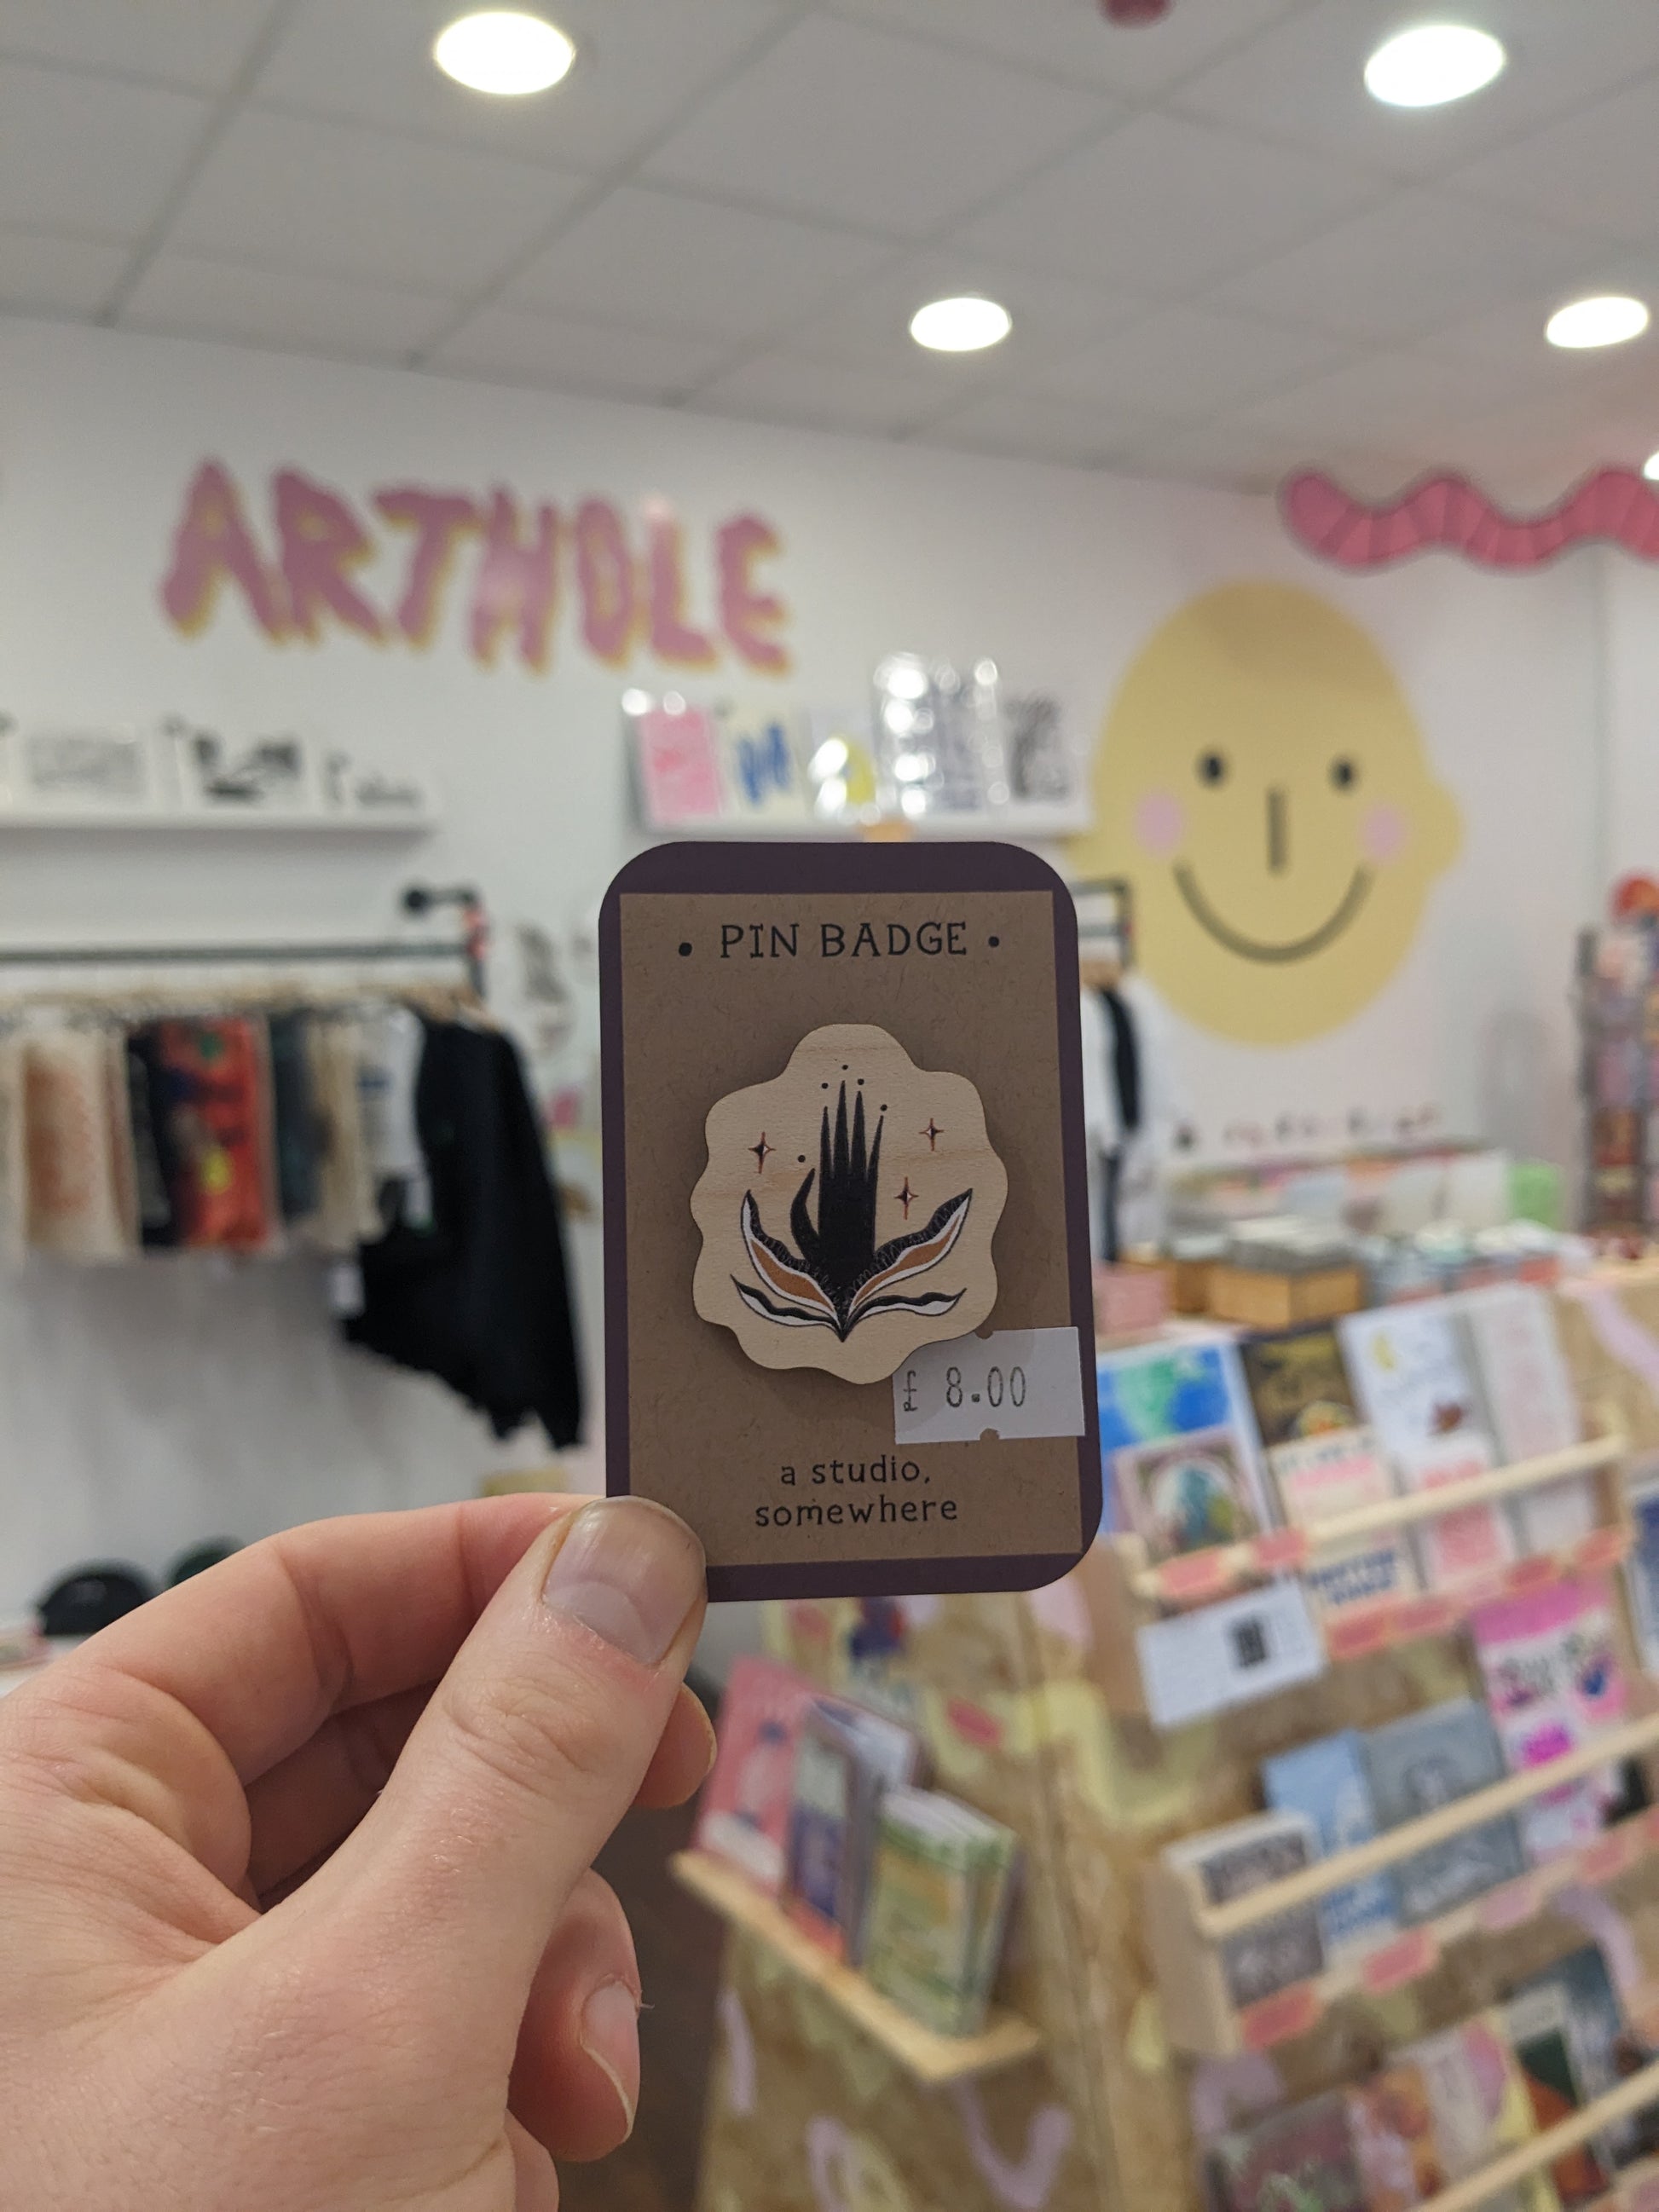 ARTHOLE
• PIN BADGE •
£ 8.00
a studio,
somewhere